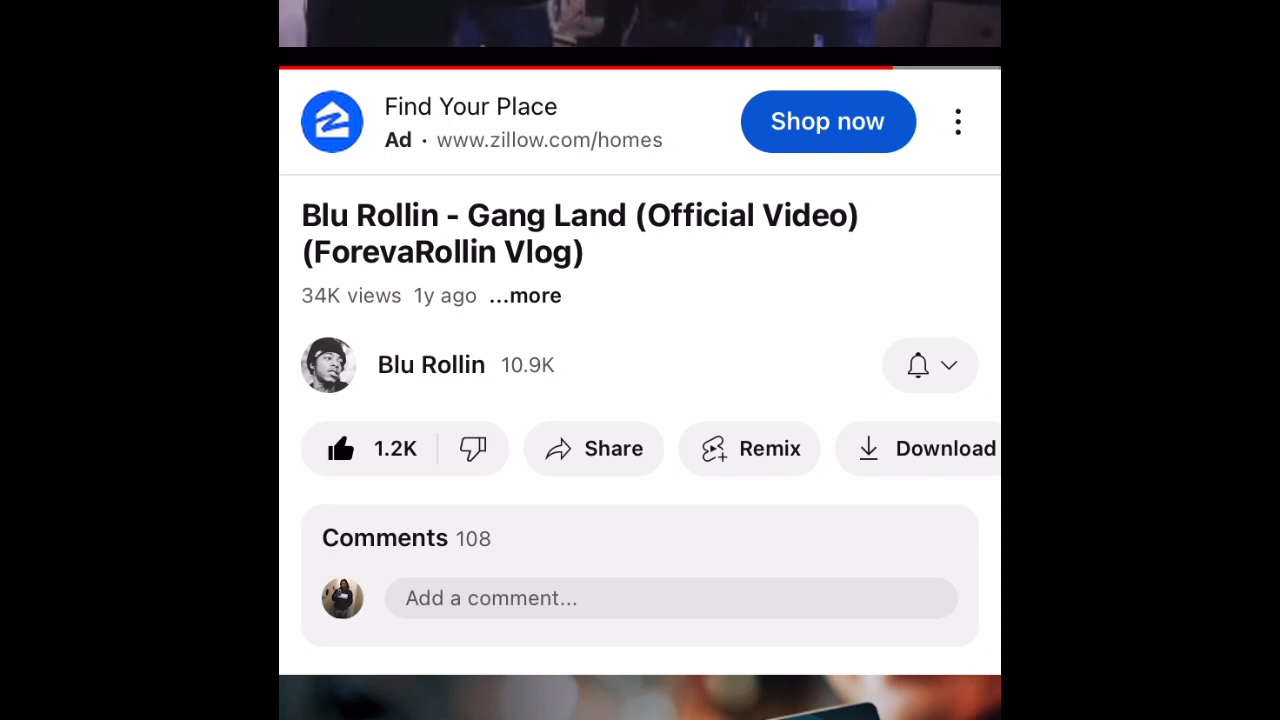 Find Your Place
Ad · www.zillow.com/homes
Shop now
Blu Rollin - Gang Land (Official Video)
(ForevaRollin Vlog)
34K views 1y ago ...more
Blu Rollin 10.9K
1.2K
Share
Remix
Download
Comments 108
Add a comment...